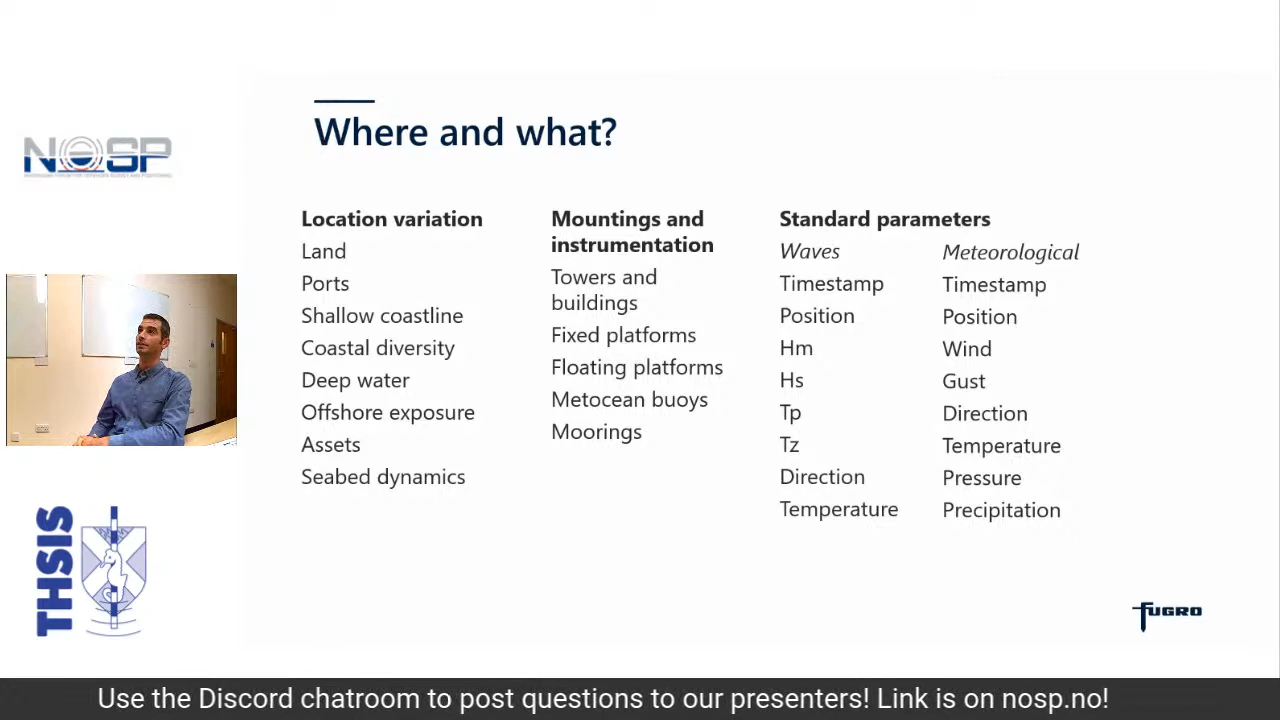 NOSP
Where and what?
Location variation
Land
Ports
Shallow coastline
Coastal diversity
Deep water
Offshore exposure
Assets
Seabed dynamics
Mountings and
instrumentation
Towers and
buildings
Fixed platforms
Floating platforms
Metocean buoys
Moorings
Standard parameters
Waves
Timestamp
Position
Hm
Hs
Tp
Tz
Direction
Temperature
Meteorological
Timestamp
Position
Wind
Gust
Direction
Temperature
Pressure
Precipitation
THSIS
FUGRO
Use the Discord chatroom to post questions to our presenters! Link is on nosp.no!